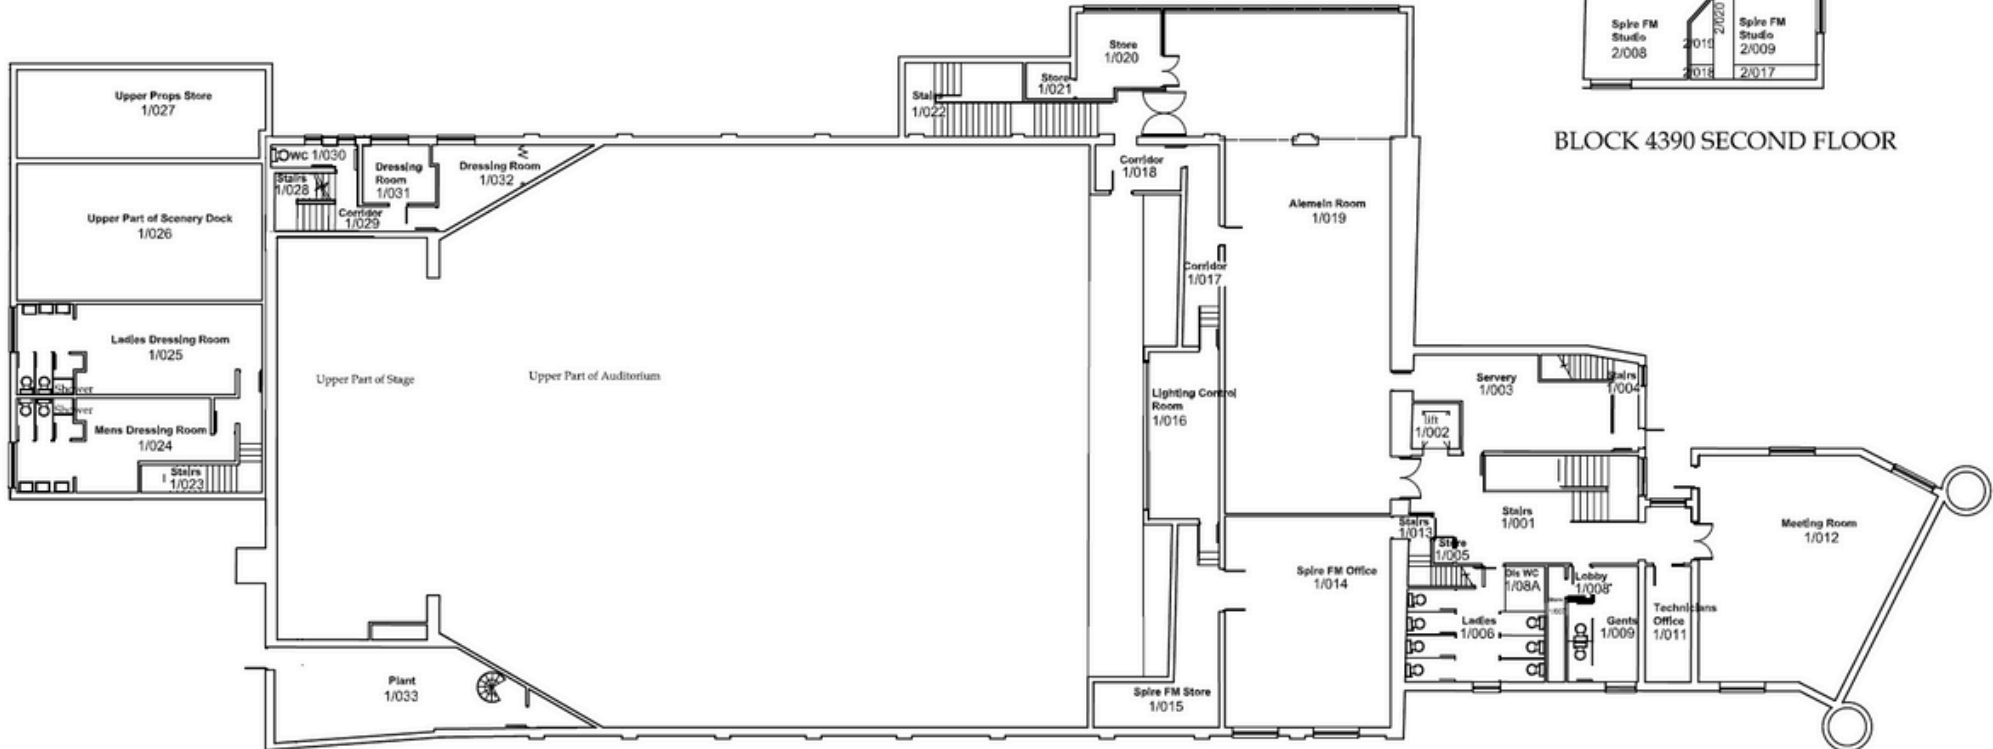 Spire FM
Studio
2/008
2/019
2/018
2/020
Spire FM
Studio
2/009
2/017
BLOCK 4390 SECOND FLOOR
Upper Props Store
1/027
Upper Part of Scenery Dock
1/026
Ladies Dressing Room
1/025
Shower
Shower
Mens Dressing Room
1/024
Stairs
1/023
WC 1/030
Stairs
1/028
Corridor
1/029
Dressing
Room
1/031
Dressing Room
1/032
Upper Part of Stage
Upper Part of Auditorium
Plant
1/033
Stairs
1/022
Store
1/021
Store
1/020
Corridor
1/018
Alamein Room
1/019
Corridor
1/017
Lighting Control
Room
1/016
Spire FM Store
1/015
Spire FM Office
1/014
Servery
1/003
Stairs
1/004
lift
1/002
Stairs
1/001
Stairs
1/013
Store
1/005
Dis WC
1/08A
Ladies
1/006
Lobby
1/008
Gents
1/009
Technicians
Office
1/011
Meeting Room
1/012